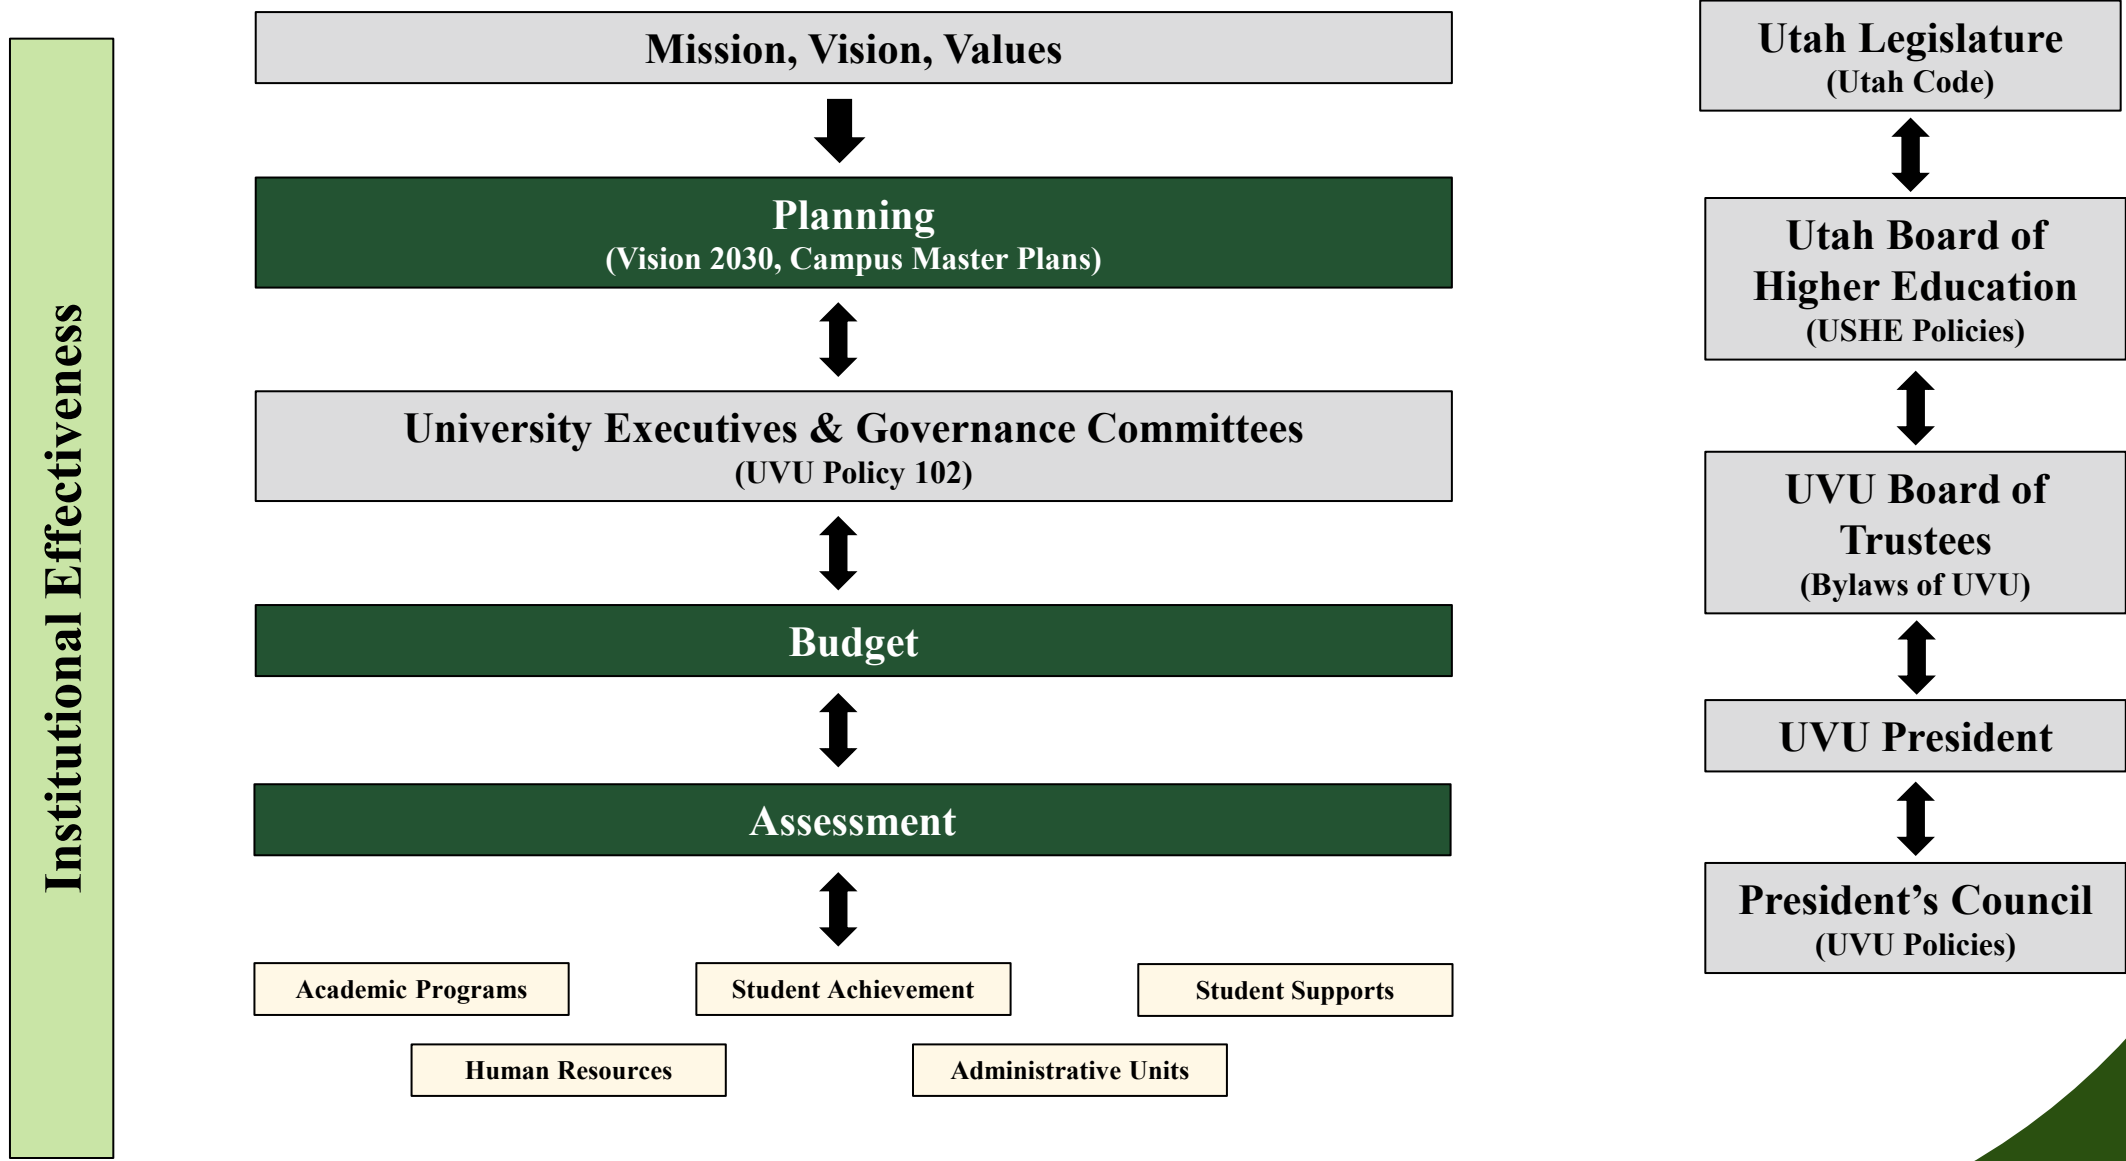 Institutional Effectiveness
Mission, Vision, Values
Planning
(Vision 2030, Campus Master Plans)
University Executives & Governance Committees
(UVU Policy 102)
Budget
Assessment
Academic Programs
Student Achievement
Student Supports
Human Resources
Administrative Units
Utah Legislature
(Utah Code)
Utah Board of
Higher Education
(USHE Policies)
UVU Board of
Trustees
(Bylaws of UVU)
UVU President
President’s Council
(UVU Policies)